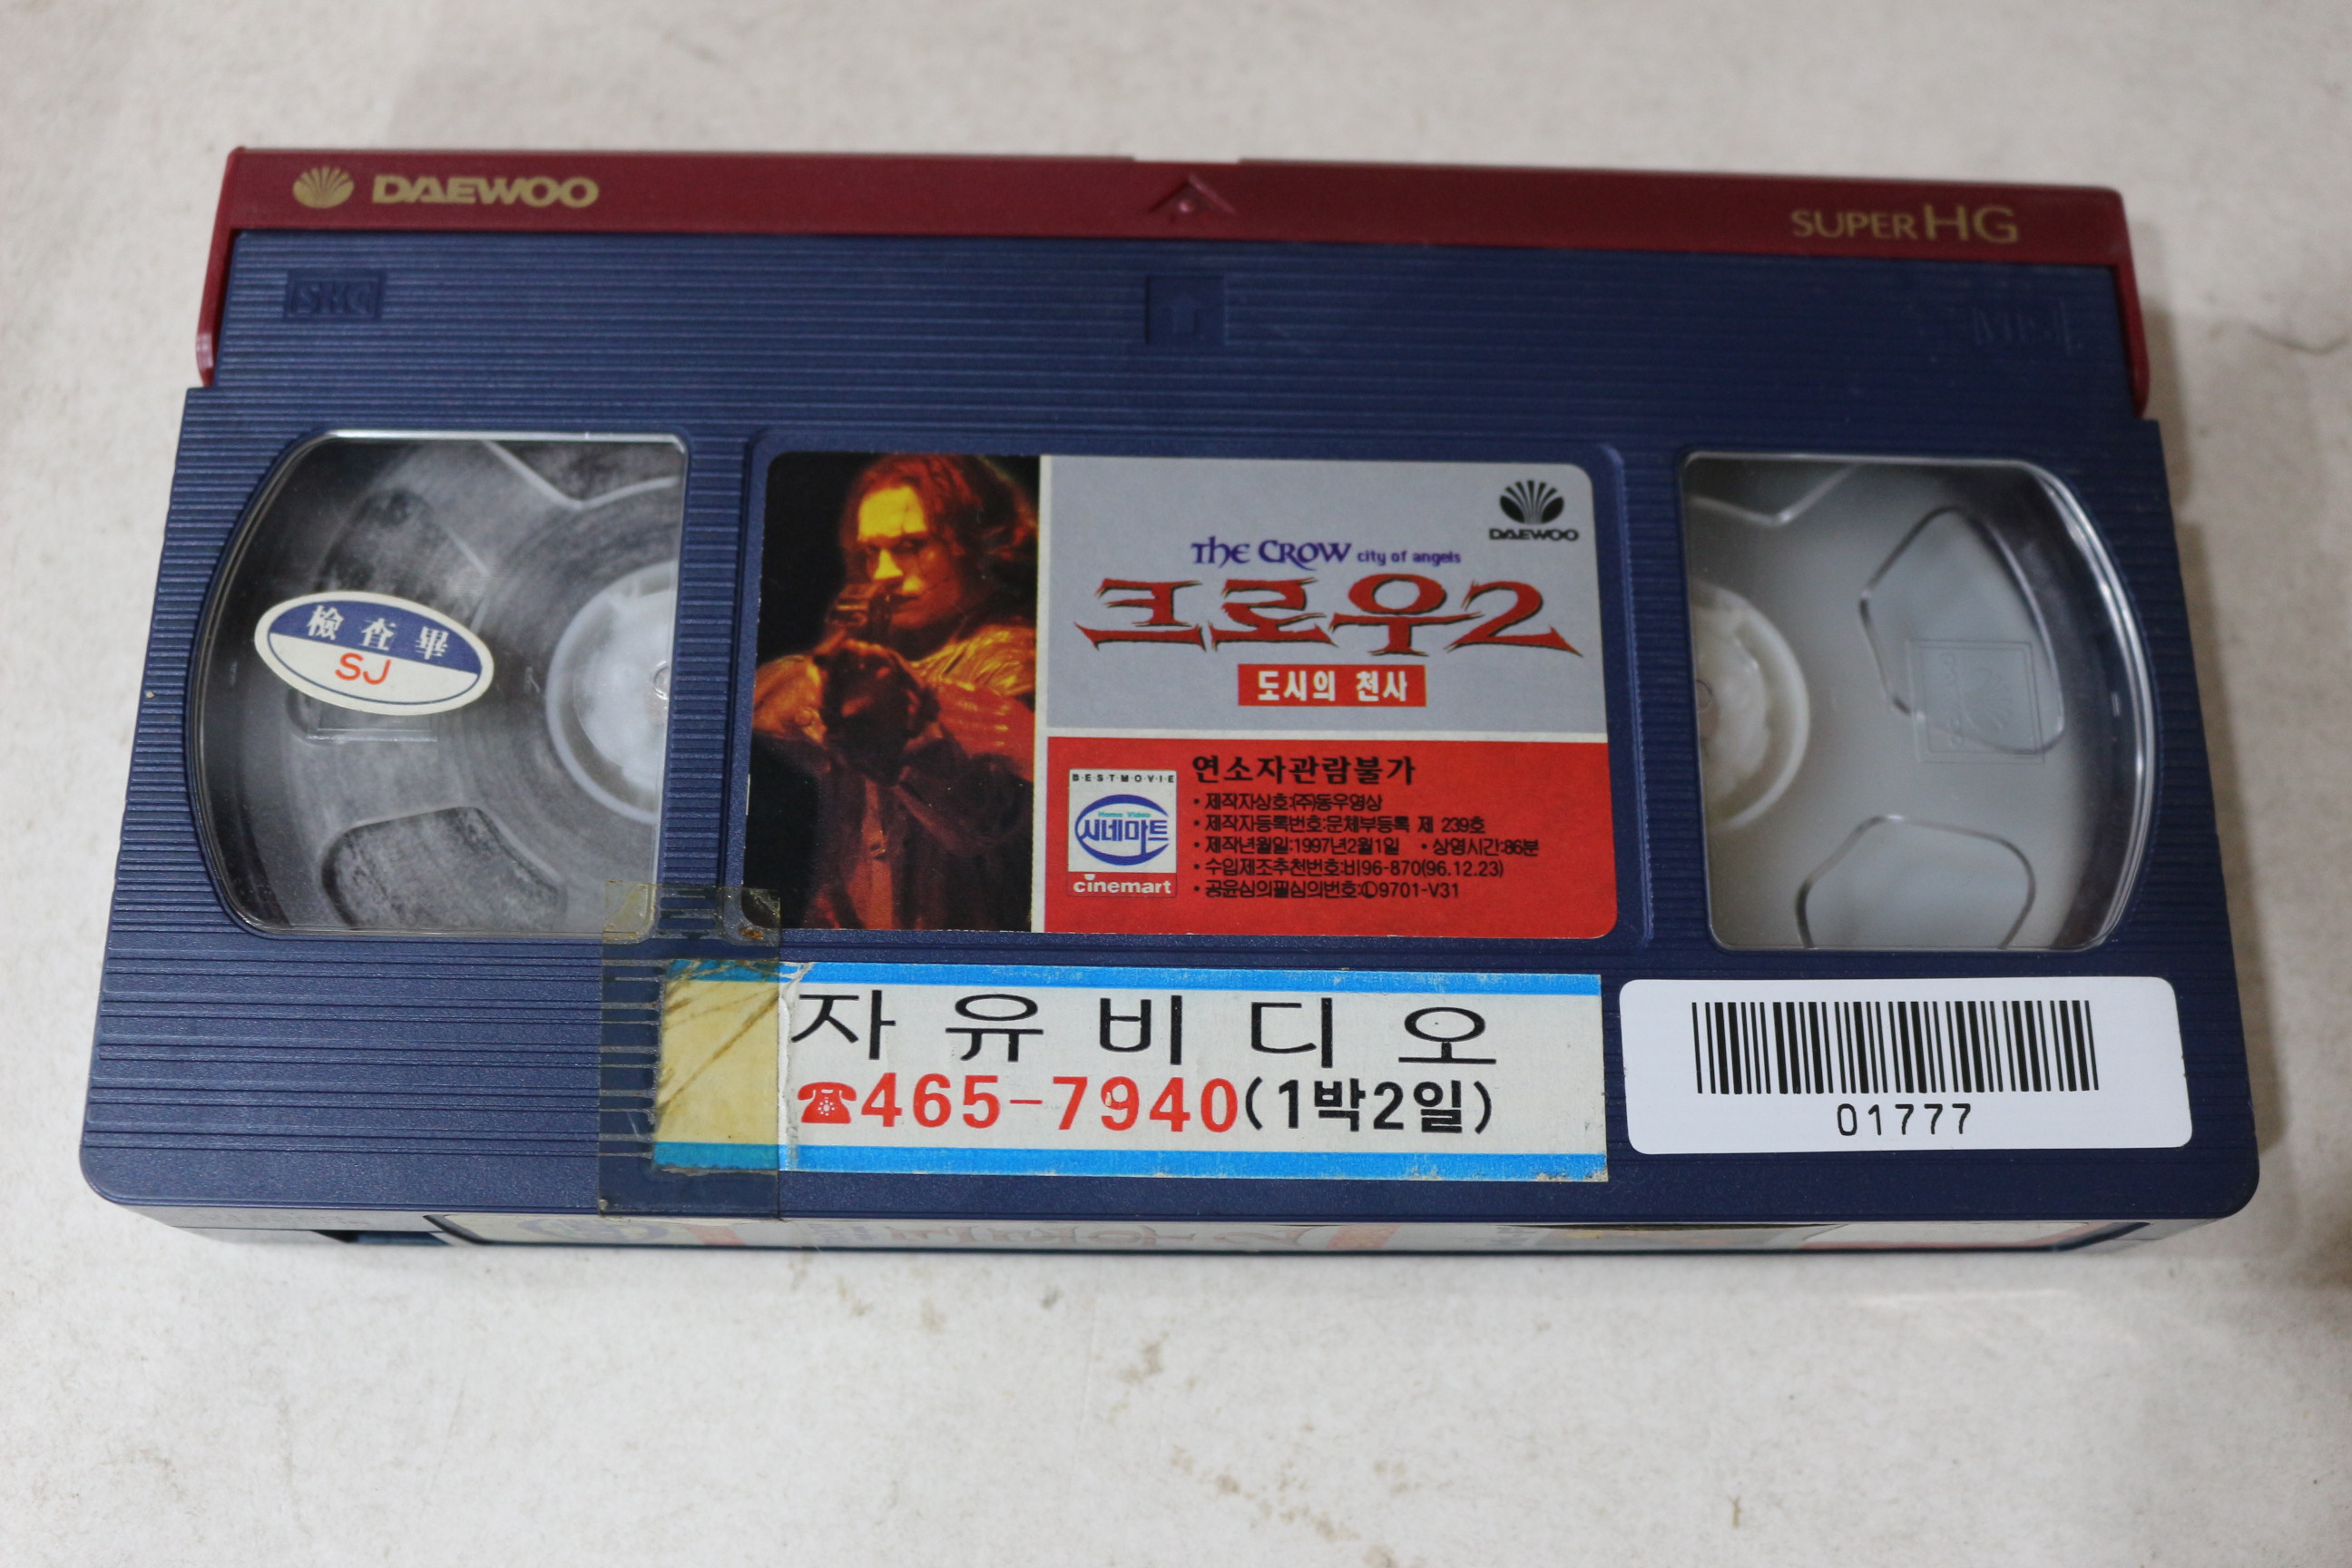 DAEWOO
SUPER HG
檢査畢
SJ
DAEWOO
THE CROW city of angels
크로우2
도시의 천사
BESTMOVIE
Home Video
시네마트
cinemart
연소자관람불가
• 제작자상호:(주)동우영상
• 제작자등록번호:문체부등록 제 239호
• 제작년월일:1997년2월1일 • 상영시간:86분
• 수입제조추천번호:비96-870(96.12.23)
• 공윤심의필심의번호:Ⓛ9701-V31
자유비디오
☎465-7940(1박2일)
01777